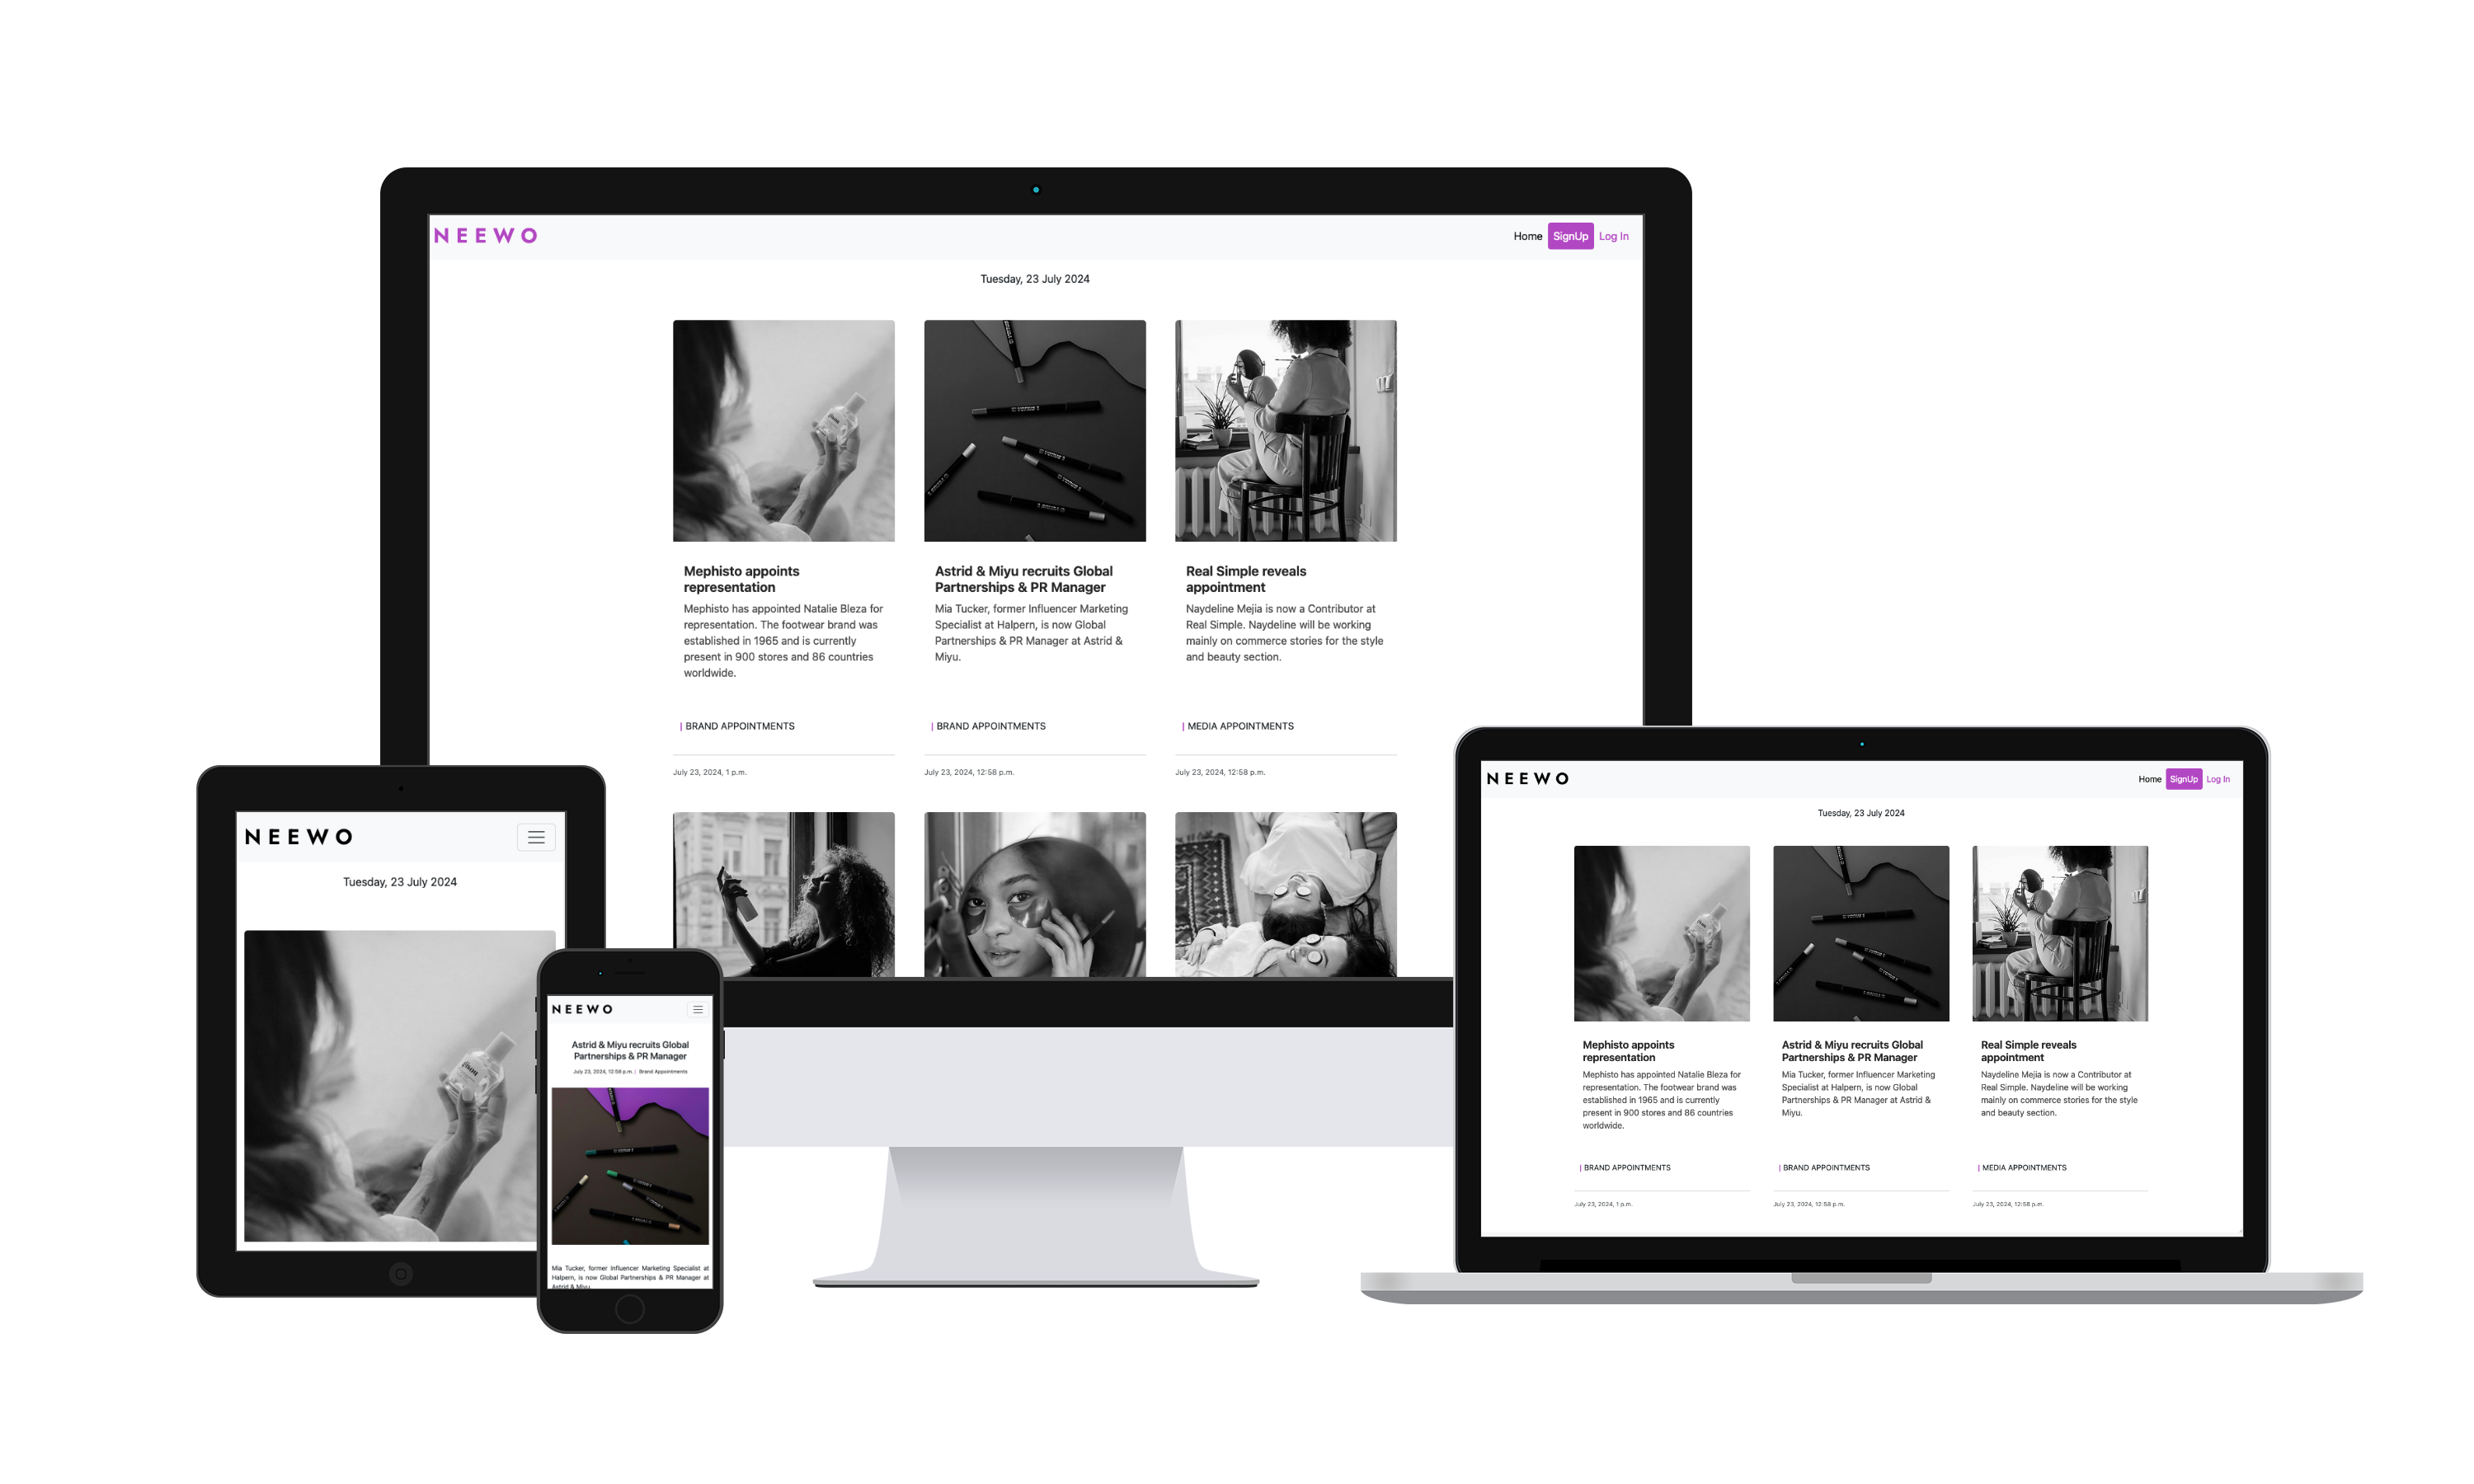 NEEWO
Home SignUp Log In
Tuesday, 23 July 2024
Mephisto appoints
representation
Mephisto has appointed Natalie Bleza for
representation. The footwear brand was
established in 1965 and is currently
present in 900 stores and 86 countries
worldwide.
| BRAND APPOINTMENTS
July 23, 2024, 1 p.m.
Astrid & Miyu recruits Global
Partnerships & PR Manager
Mia Tucker, former Influencer Marketing
Specialist at Halpern, is now Global
Partnerships & PR Manager at Astrid &
Miyu.
| BRAND APPOINTMENTS
July 23, 2024, 12:58 p.m.
Real Simple reveals
appointment
Naydeline Mejia is now a Contributor at
Real Simple. Naydeline will be working
mainly on commerce stories for the style
and beauty section.
| MEDIA APPOINTMENTS
July 23, 2024, 12:58 p.m.
NEEWO
Tuesday, 23 July 2024
NEEWO
Astrid & Miyu recruits Global
Partnerships & PR Manager
July 23, 2024, 12:58 p.m. | Brand Appointments
Mia Tucker, former Influencer Marketing Specialist at
Halpern, is now Global Partnerships & PR Manager at
Astrid & Miyu.
NEEWO
Home SignUp Log In
Tuesday, 23 July 2024
Mephisto appoints
representation
Mephisto has appointed Natalie Bleza for
representation. The footwear brand was
established in 1965 and is currently
present in 900 stores and 86 countries
worldwide.
| BRAND APPOINTMENTS
July 23, 2024, 1 p.m.
Astrid & Miyu recruits Global
Partnerships & PR Manager
Mia Tucker, former Influencer Marketing
Specialist at Halpern, is now Global
Partnerships & PR Manager at Astrid &
Miyu.
| BRAND APPOINTMENTS
July 23, 2024, 12:58 p.m.
Real Simple reveals
appointment
Naydeline Mejia is now a Contributor at
Real Simple. Naydeline will be working
mainly on commerce stories for the style
and beauty section.
| MEDIA APPOINTMENTS
July 23, 2024, 12:58 p.m.